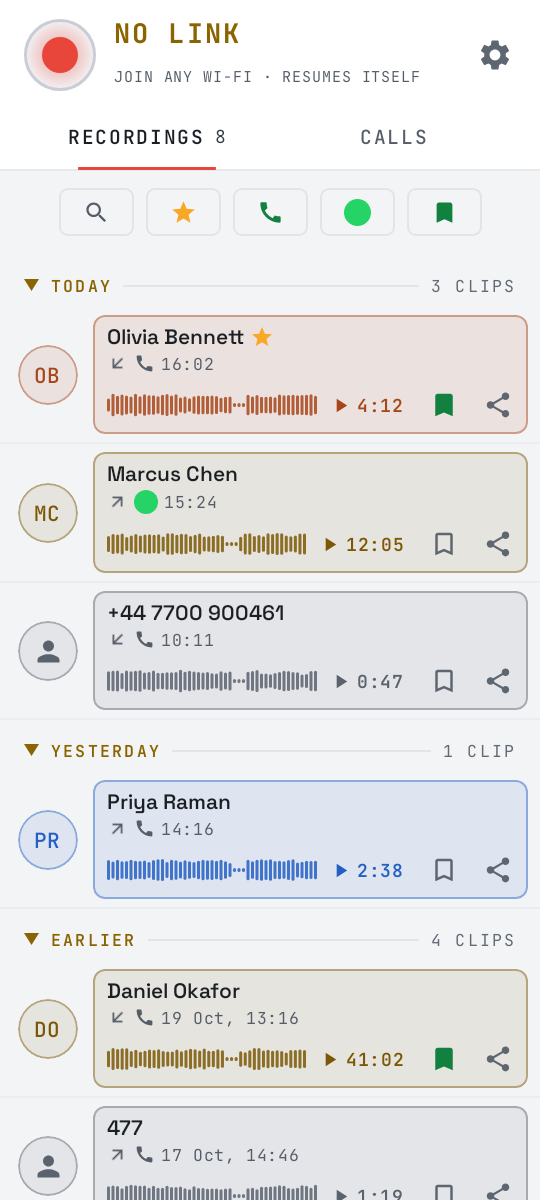 NO LINK
JOIN ANY WI-FI · RESUMES ITSELF
RECORDINGS 8
CALLS
TODAY
3 CLIPS
OB
Olivia Bennett
16:02
4:12
MC
Marcus Chen
15:24
12:05
+44 7700 900461
10:11
0:47
YESTERDAY
1 CLIP
PR
Priya Raman
14:16
2:38
EARLIER
4 CLIPS
DO
Daniel Okafor
19 Oct, 13:16
41:02
477
17 Oct, 14:46
1:19